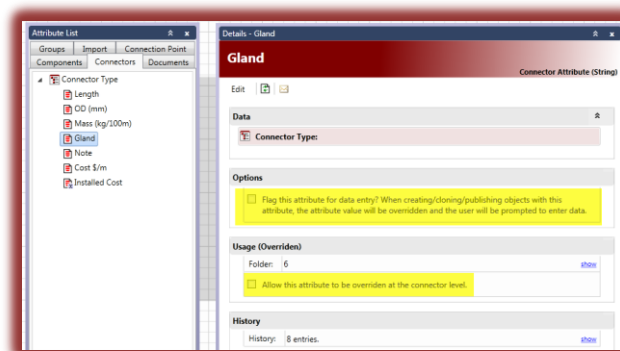 Attribute List
Groups Import Connection Point
Components Connectors Documents
Connector Type
Length
OD (mm)
Mass (kg/100m)
Gland
Note
Cost $/m
Installed Cost
Details - Gland
Gland
Connector Attribute (String)
Edit
Data
Connector Type:
Options
Flag this attribute for data entry? When creating/cloning/publishing objects with this
attribute, the attribute value will be overridden and the user will be prompted to enter data.
Usage (Overriden)
Folder: 6 show
Allow this attribute to be overriden at the connector level.
History
History: 8 entries. show